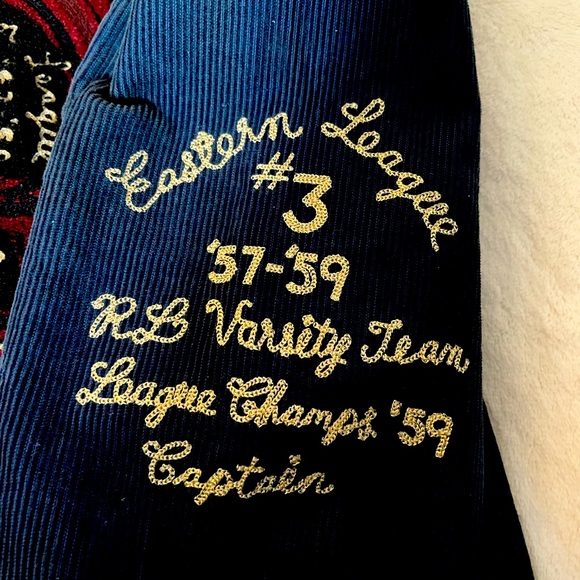 Eastern League
#3
'57-'59
RL Varsity Team
League Champs '59
Captain